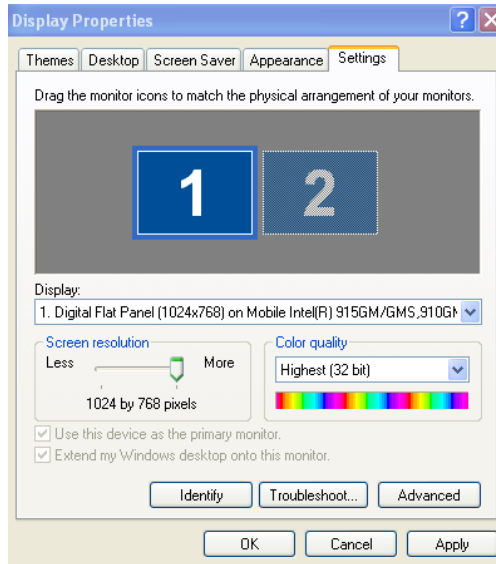 Display Properties
Themes Desktop Screen Saver Appearance Settings
Drag the monitor icons to match the physical arrangement of your monitors.
1 2
Display:
1. Digital Flat Panel (1024x768) on Mobile Intel(R) 915GM/GMS,910GM
Screen resolution
Less More
1024 by 768 pixels
Color quality
Highest (32 bit)
Use this device as the primary monitor.
Extend my Windows desktop onto this monitor.
Identify Troubleshoot... Advanced
OK Cancel Apply